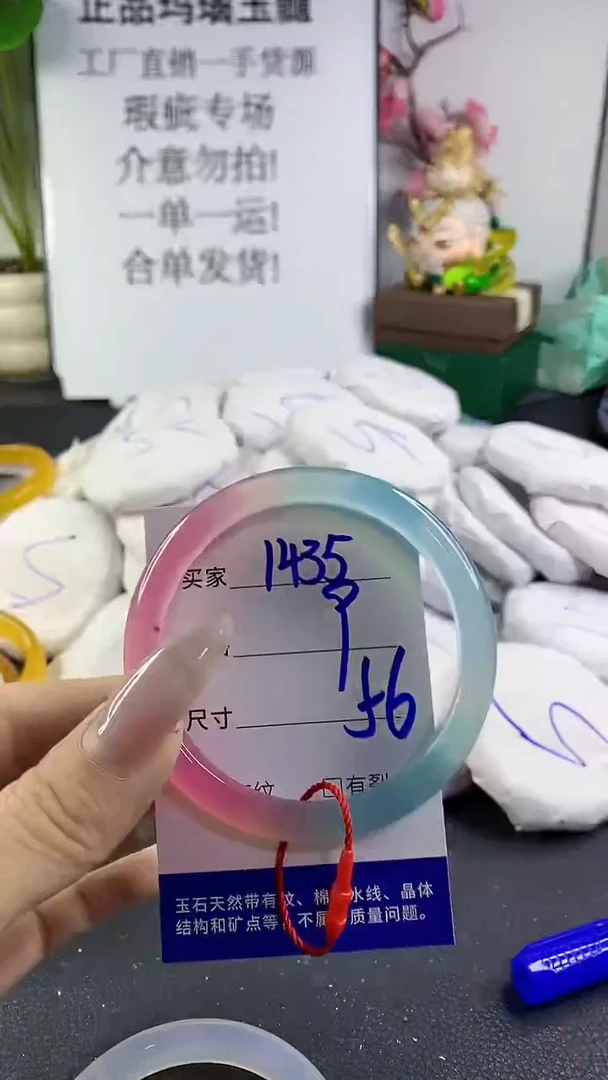 正品玛瑙玉髓
工厂直销一手货源
瑕疵专场
介意勿拍!
一单一运!
合单发货!
买家 1435
尺寸 56
纹 有裂
玉石天然带有纹、棉 水线、晶体
结构和矿点等 不属 质量问题。